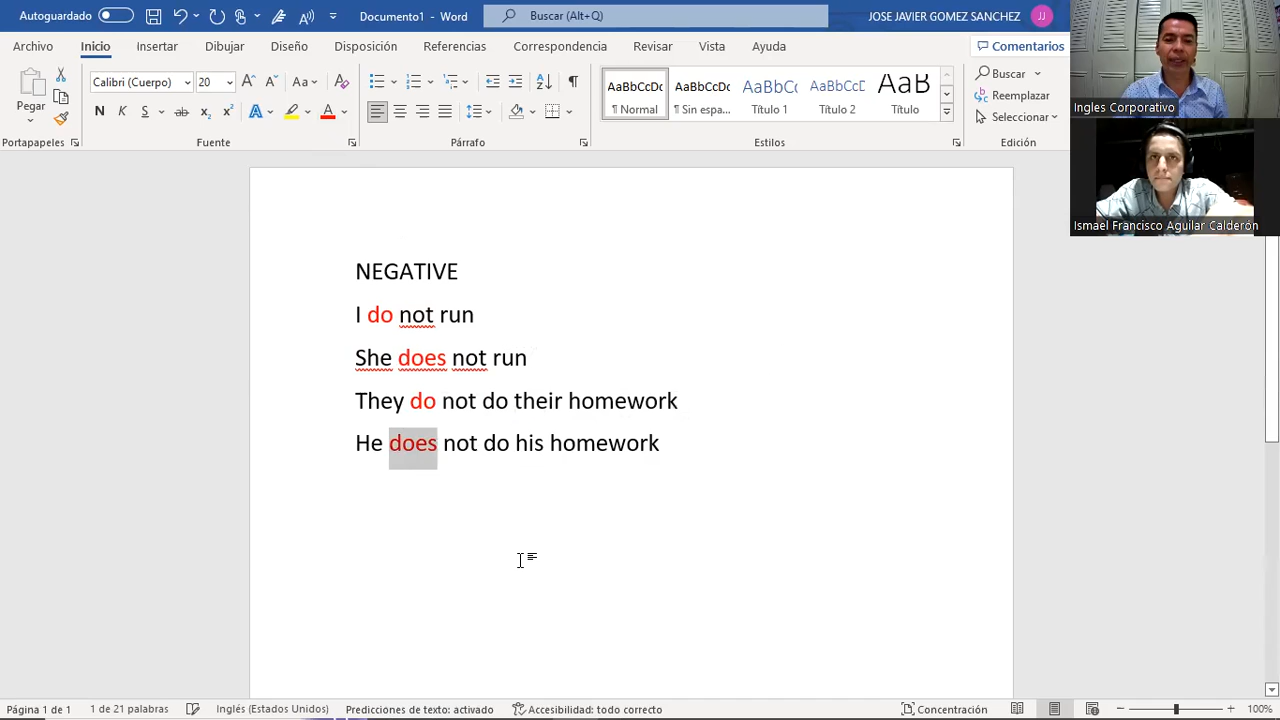 Autoguardado
Documento1 - Word
Buscar (Alt+Q)
JOSE JAVIER GOMEZ SANCHEZ
JJ
Archivo Inicio Insertar Dibujar Diseño Disposición Referencias Correspondencia Revisar Vista Ayuda
Comentarios
Pegar
Calibri (Cuerpo) 20
Portapapeles
Fuente
Párrafo
AaBbCcDc AaBbCcDc AaBbCc AaBbCcD AaB
¶ Normal ¶ Sin espa... Título 1 Título 2 Título
Estilos
Buscar
Reemplazar
Seleccionar
Edición
Ingles Corporativo
Ismael Francisco Aguilar Calderón
NEGATIVE
I do not run
She does not run
They do not do their homework
He does not do his homework
Página 1 de 1
1 de 21 palabras
Inglés (Estados Unidos)
Predicciones de texto: activado
Accesibilidad: todo correcto
Concentración
100%